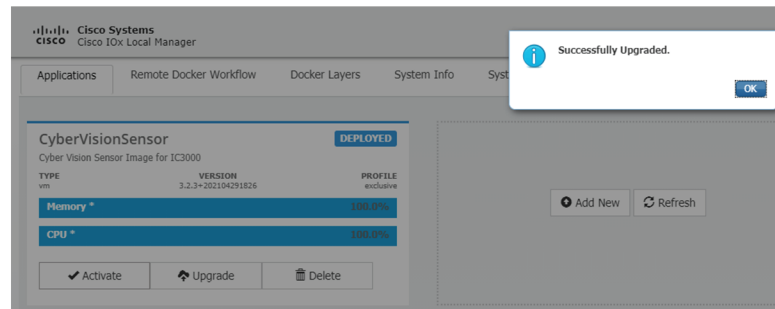 Cisco Systems
CISCO Cisco IOx Local Manager
Successfully Upgraded.
OK
Applications Remote Docker Workflow Docker Layers System Info Syst
CyberVisionSensor DEPLOYED
Cyber Vision Sensor Image for IC3000
TYPE VERSION PROFILE
vm 3.2.3+202104291826 exclusive
Memory * 100.0%
CPU * 100.0%
Add New Refresh
Activate Upgrade Delete